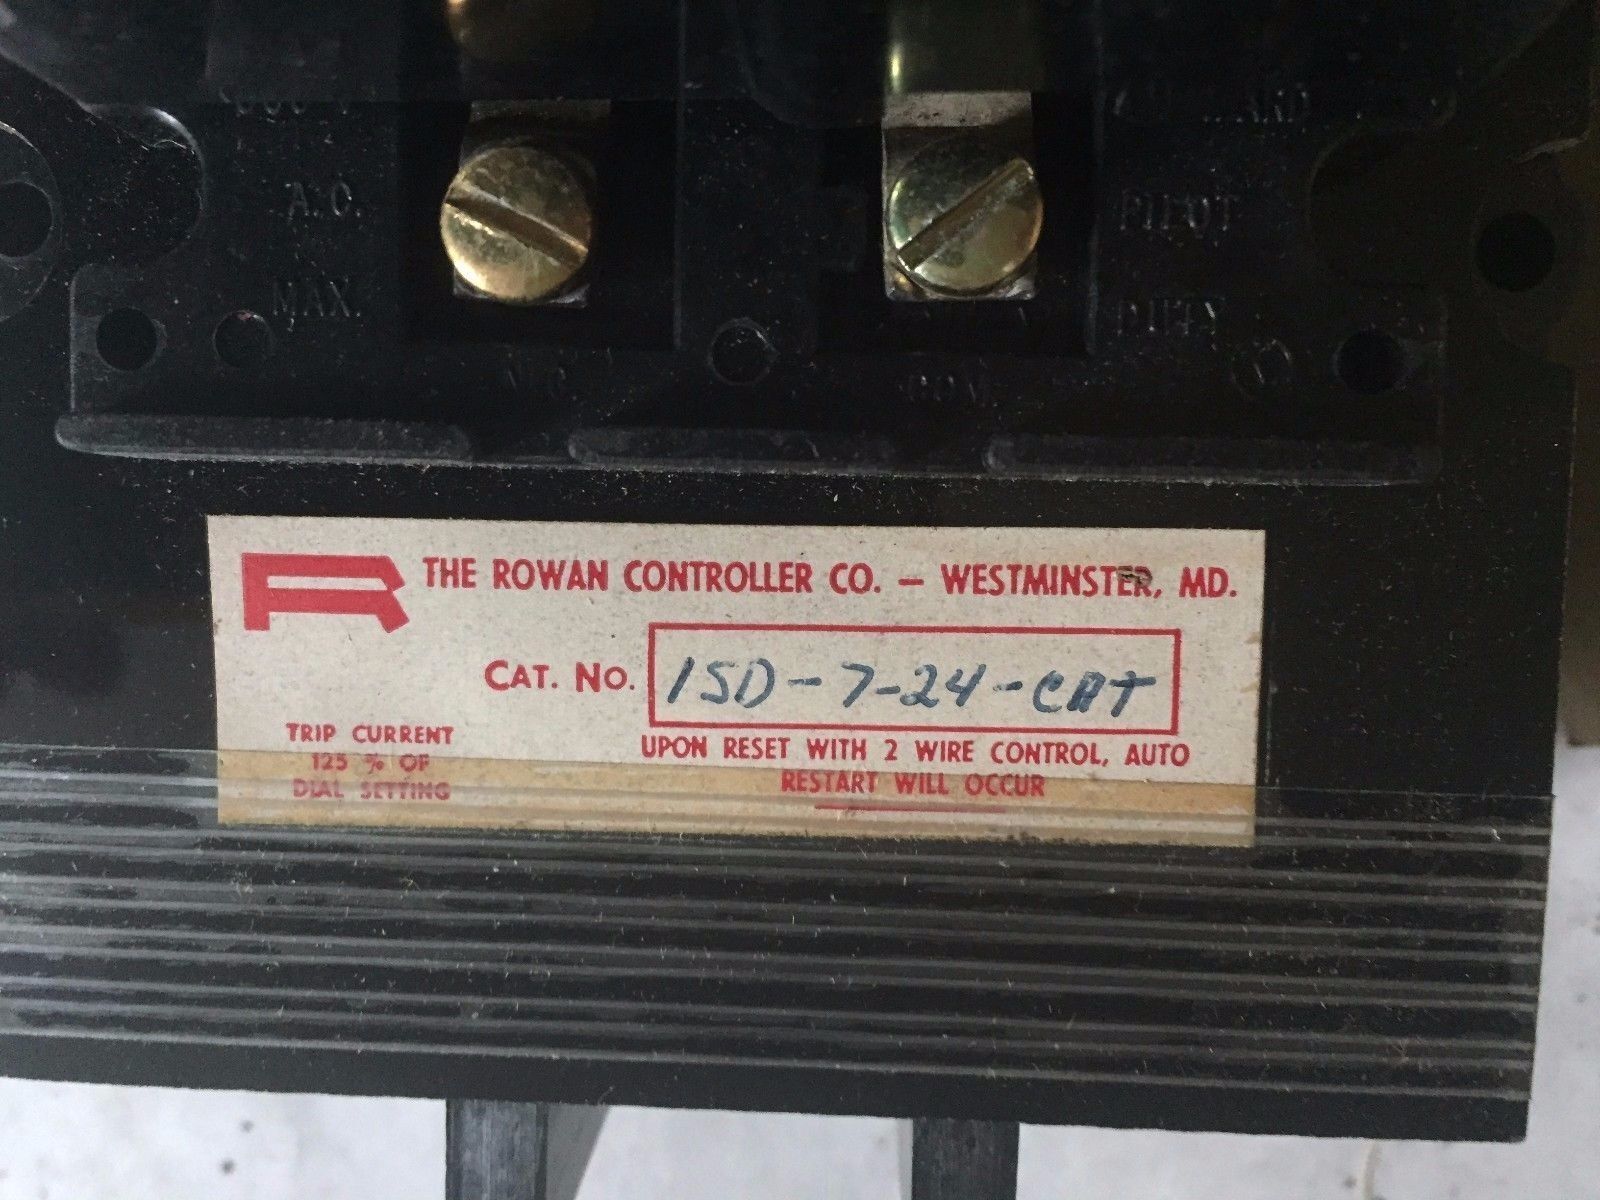 A.C.
MAX.
PILOT
DUTY
N.C.
COM.
R THE ROWAN CONTROLLER CO. – WESTMINSTER, MD.
CAT. NO. 1SD-7-24-CAT
TRIP CURRENT
125 % OF
DIAL SETTING
UPON RESET WITH 2 WIRE CONTROL, AUTO
RESTART WILL OCCUR